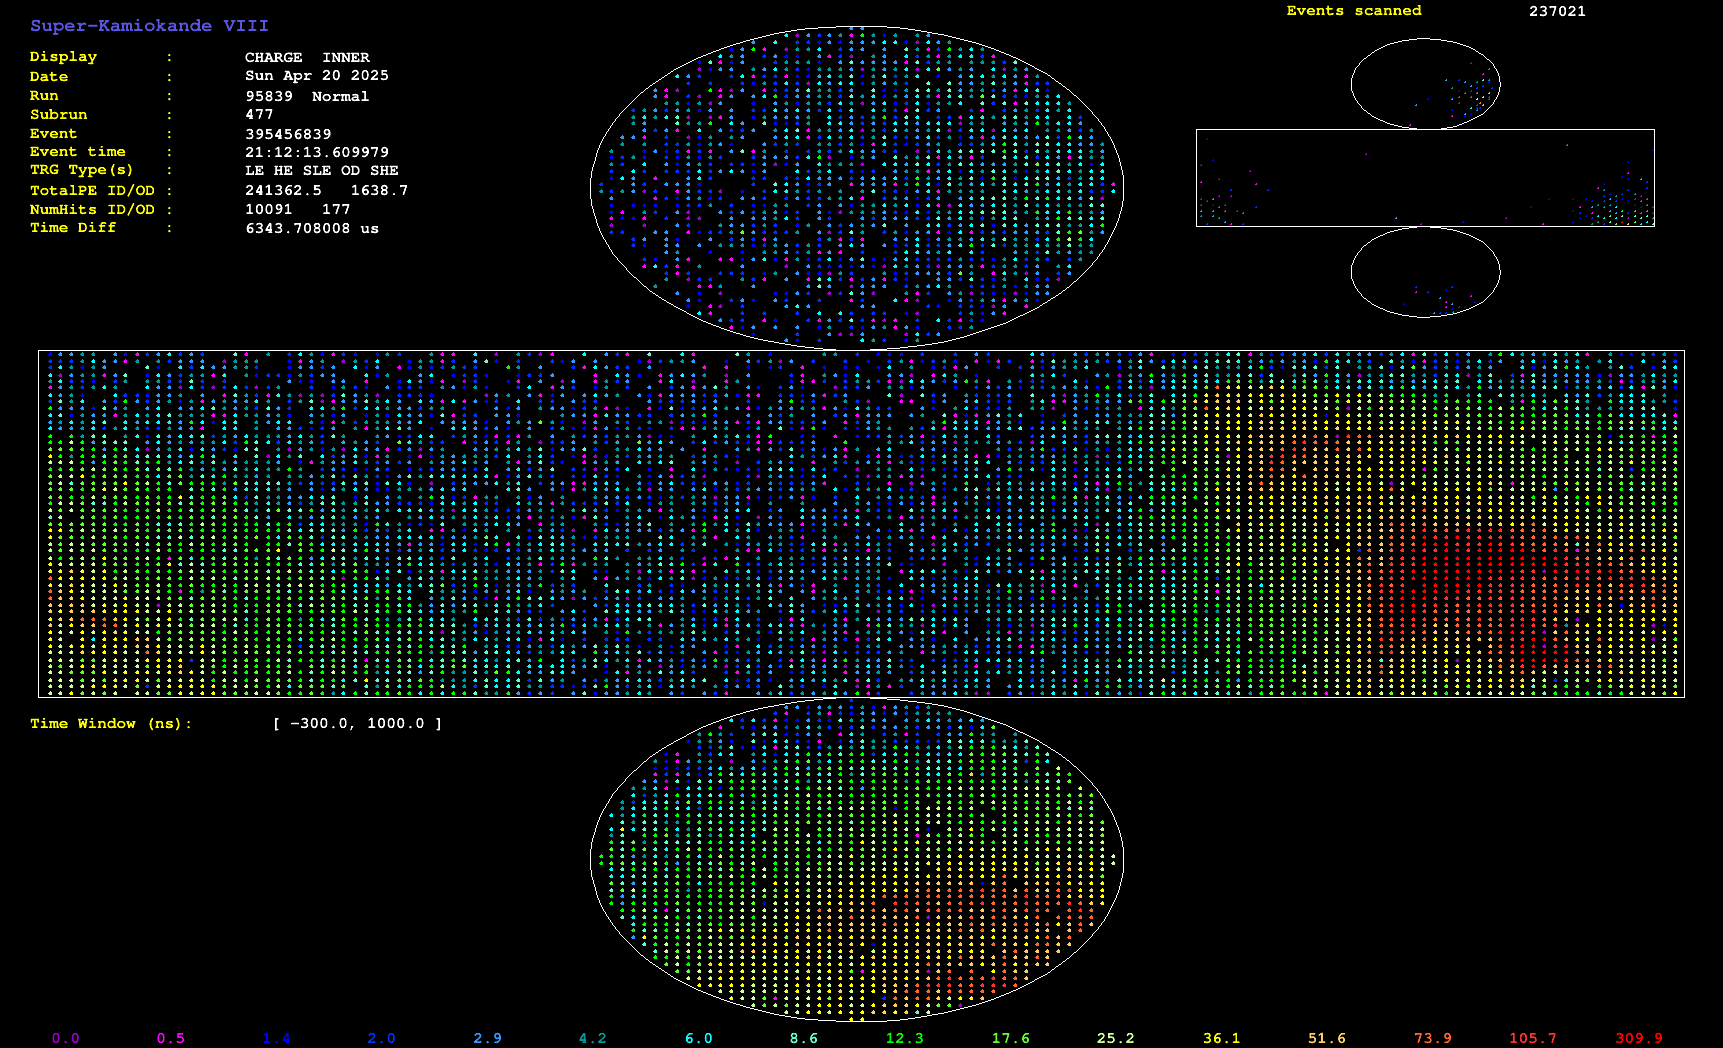 Super-Kamiokande VIII
Events scanned 237021
Display : CHARGE INNER
Date : Sun Apr 20 2025
Run : 95839 Normal
Subrun : 477
Event : 395456839
Event time : 21:12:13.609979
TRG Type(s) : LE HE SLE OD SHE
TotalPE ID/OD : 241362.5 1638.7
NumHits ID/OD : 10091 177
Time Diff : 6343.708008 us
Time Window (ns): [ -300.0, 1000.0 ]
0.0 0.5 1.4 2.0 2.9 4.2 6.0 8.6 12.3 17.6 25.2 36.1 51.6 73.9 105.7 309.9